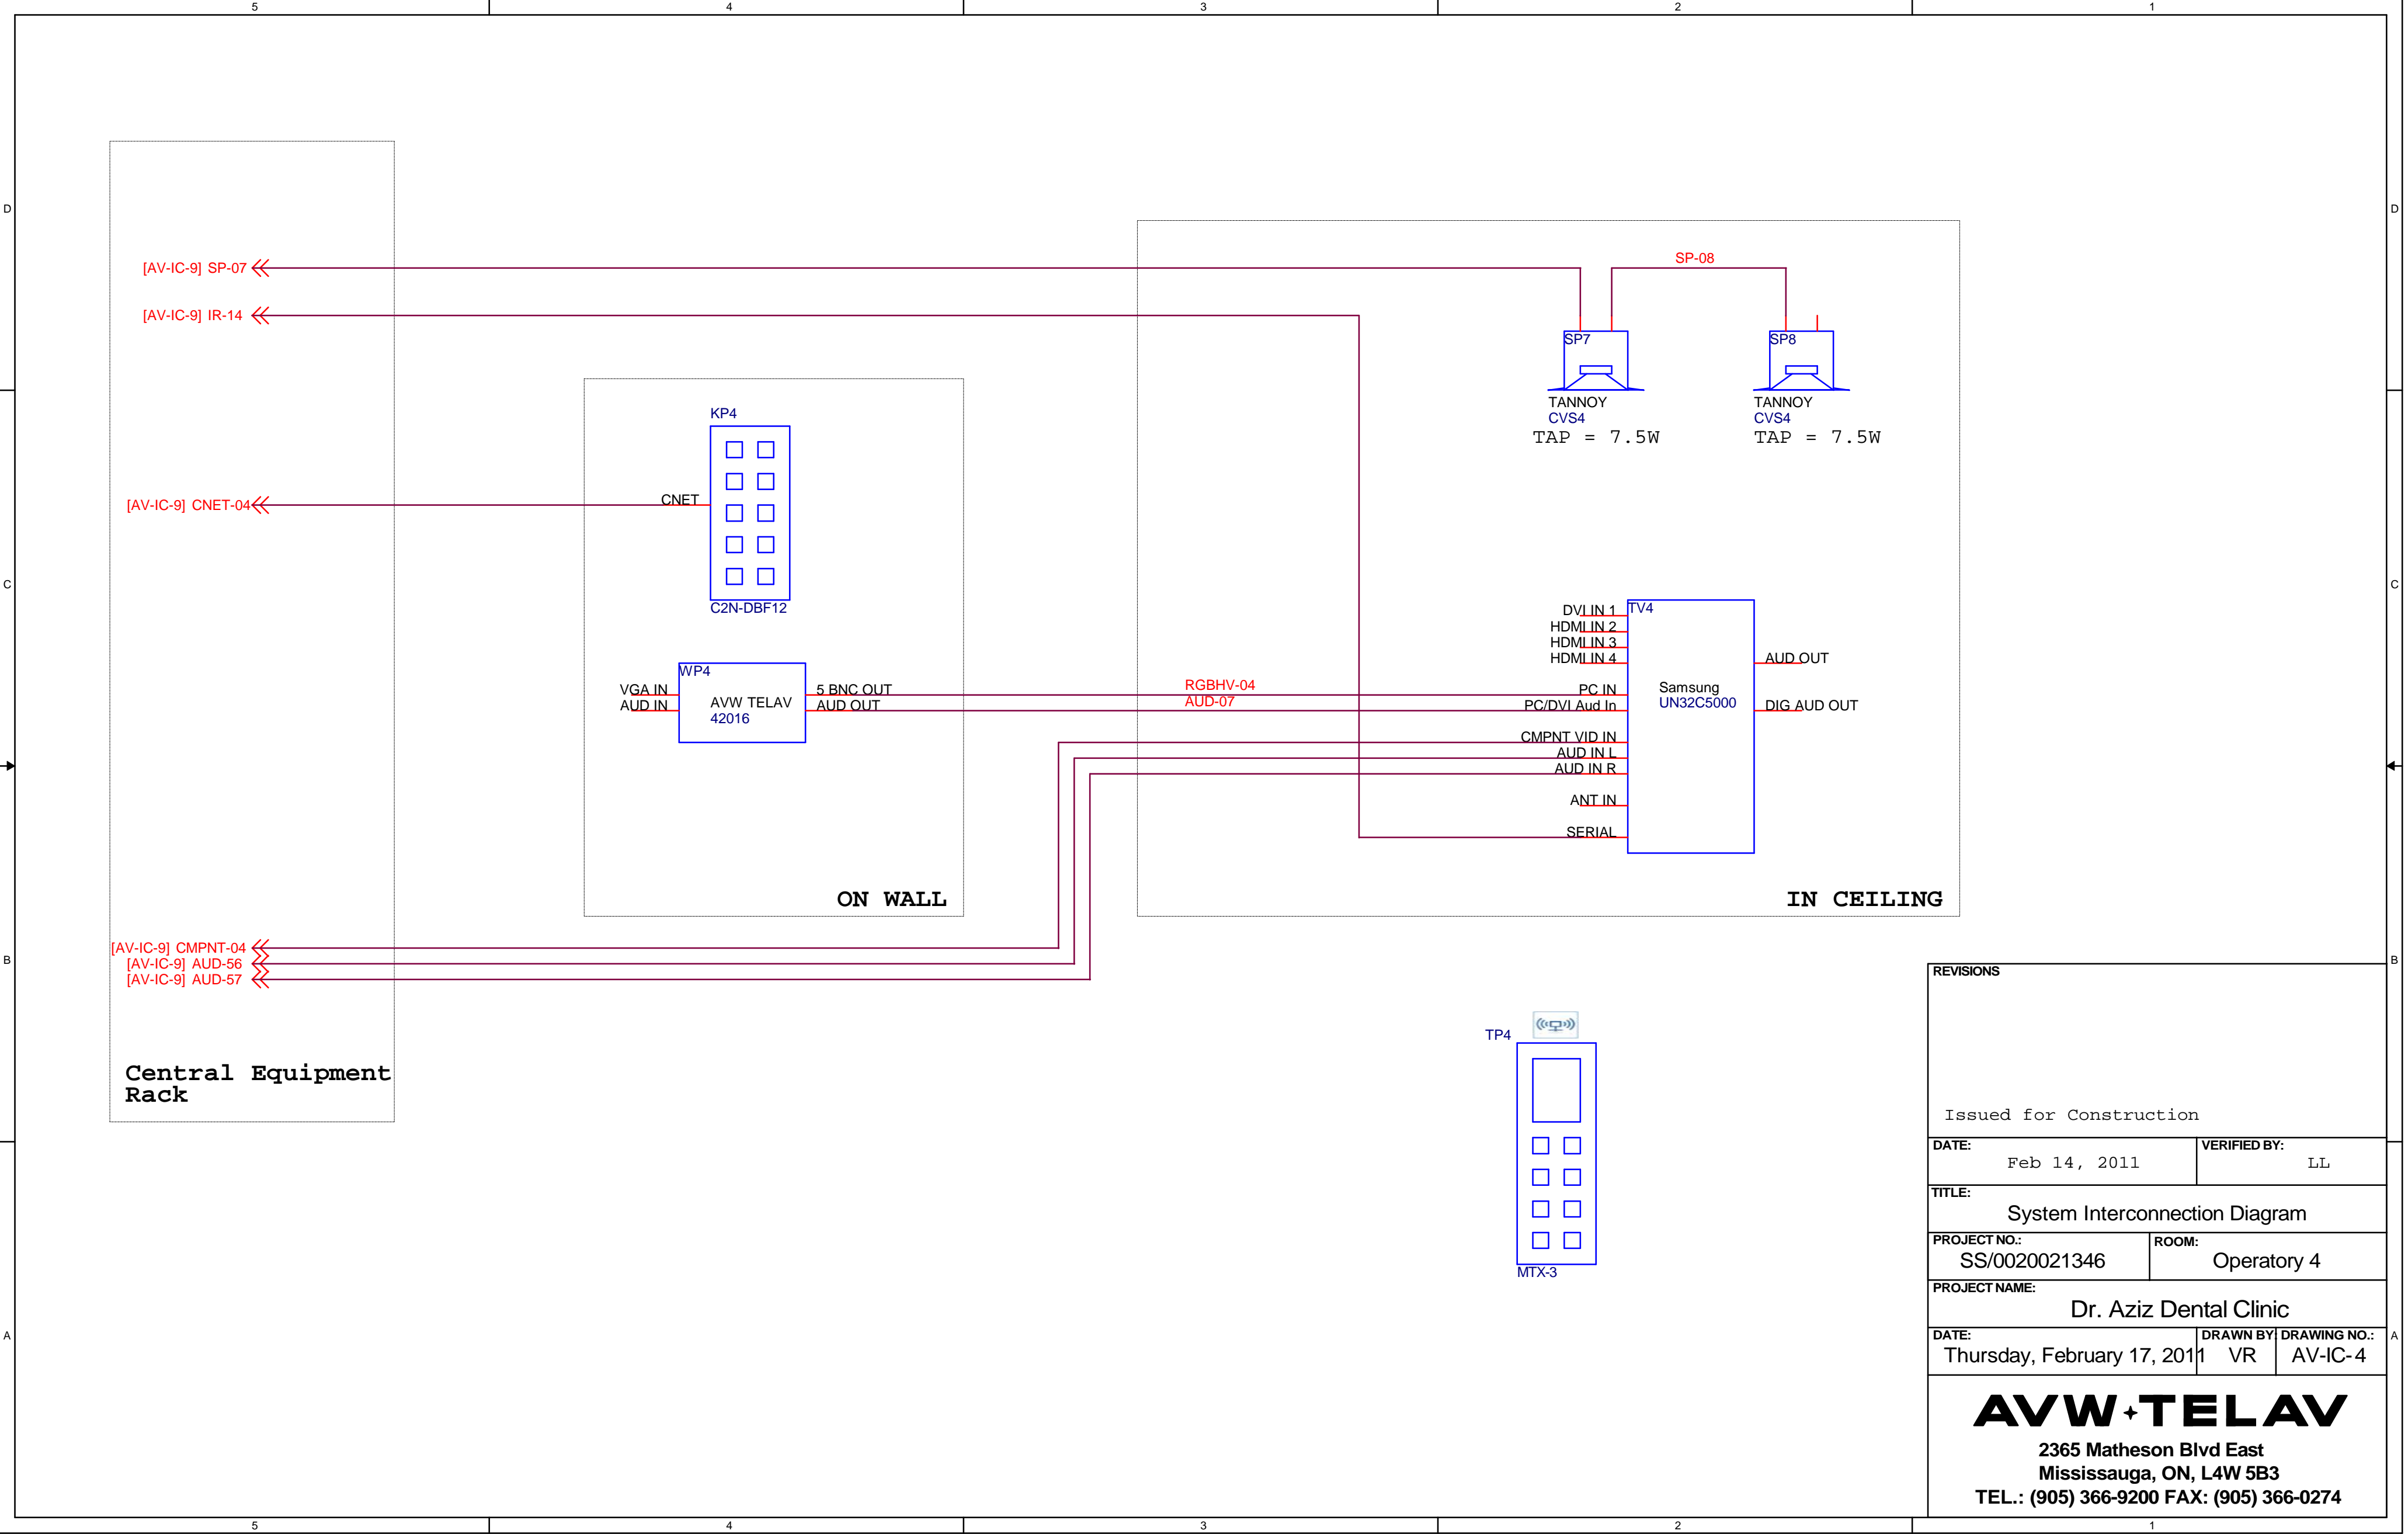 5
4
3
2
1
D
D
[AV-IC-9] SP-07
SP-08
[AV-IC-9] IR-14
SP7
SP8
TANNOY
CVS4
TAP = 7.5W
TANNOY
CVS4
TAP = 7.5W
KP4
[AV-IC-9] CNET-04
CNET
C2N-DBF12
C
C
DVI IN 1
HDMI IN 2
HDMI IN 3
HDMI IN 4
PC IN
PC/DVI Aud In
CMPNT VID IN
AUD IN L
AUD IN R
ANT IN
SERIAL
TV4
Samsung
UN32C5000
AUD OUT
DIG AUD OUT
WP4
VGA IN
AUD IN
AVW TELAV
42016
5 BNC OUT
AUD OUT
RGBHV-04
AUD-07
ON WALL
IN CEILING
[AV-IC-9] CMPNT-04
[AV-IC-9] AUD-56
[AV-IC-9] AUD-57
B
B
Central Equipment
Rack
TP4
MTX-3
REVISIONS
Issued for Construction
DATE:
Feb 14, 2011
VERIFIED BY:
LL
TITLE:
System Interconnection Diagram
PROJECT NO.:
SS/0020021346
ROOM:
Operatory 4
PROJECT NAME:
Dr. Aziz Dental Clinic
A
A
DATE:
Thursday, February 17, 2011
DRAWN BY:
VR
DRAWING NO.:
AV-IC-4
AVW TELAV
2365 Matheson Blvd East
Mississauga, ON, L4W 5B3
TEL.: (905) 366-9200 FAX: (905) 366-0274
5
4
3
2
1